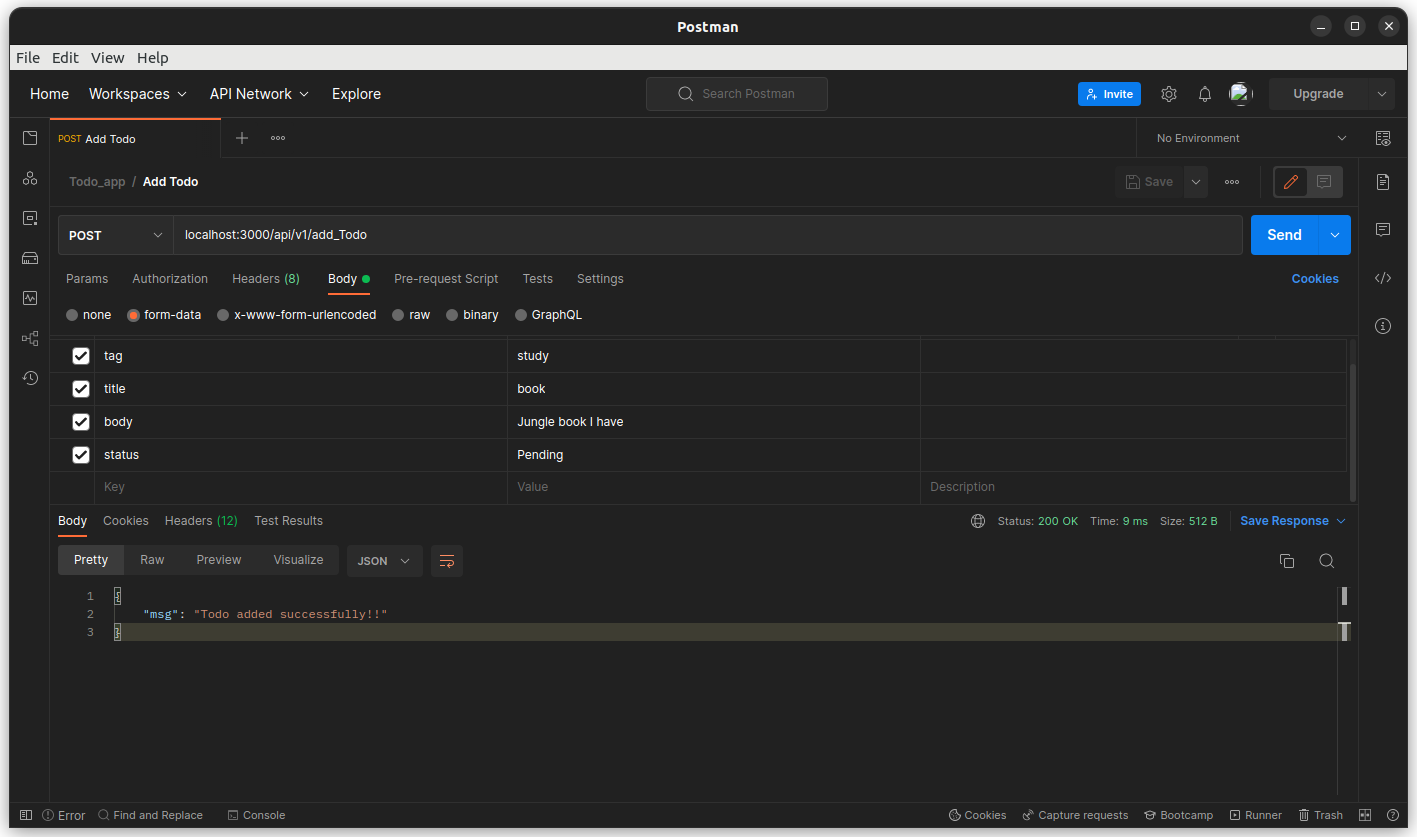 Postman
File Edit View Help
Home Workspaces API Network Explore Search Postman Invite Upgrade
POST Add Todo No Environment
Todo_app / Add Todo Save
POST localhost:3000/api/v1/add_Todo Send
Params Authorization Headers (8) Body Pre-request Script Tests Settings Cookies
none form-data x-www-form-urlencoded raw binary GraphQL
tag study
title book
body Jungle book I have
status Pending
Key Value Description
Body Cookies Headers (12) Test Results Status: 200 OK Time: 9 ms Size: 512 B Save Response
Pretty Raw Preview Visualize JSON
1 {
2 "msg": "Todo added successfully!!"
3 }
Error Find and Replace Console Cookies Capture requests Bootcamp Runner Trash